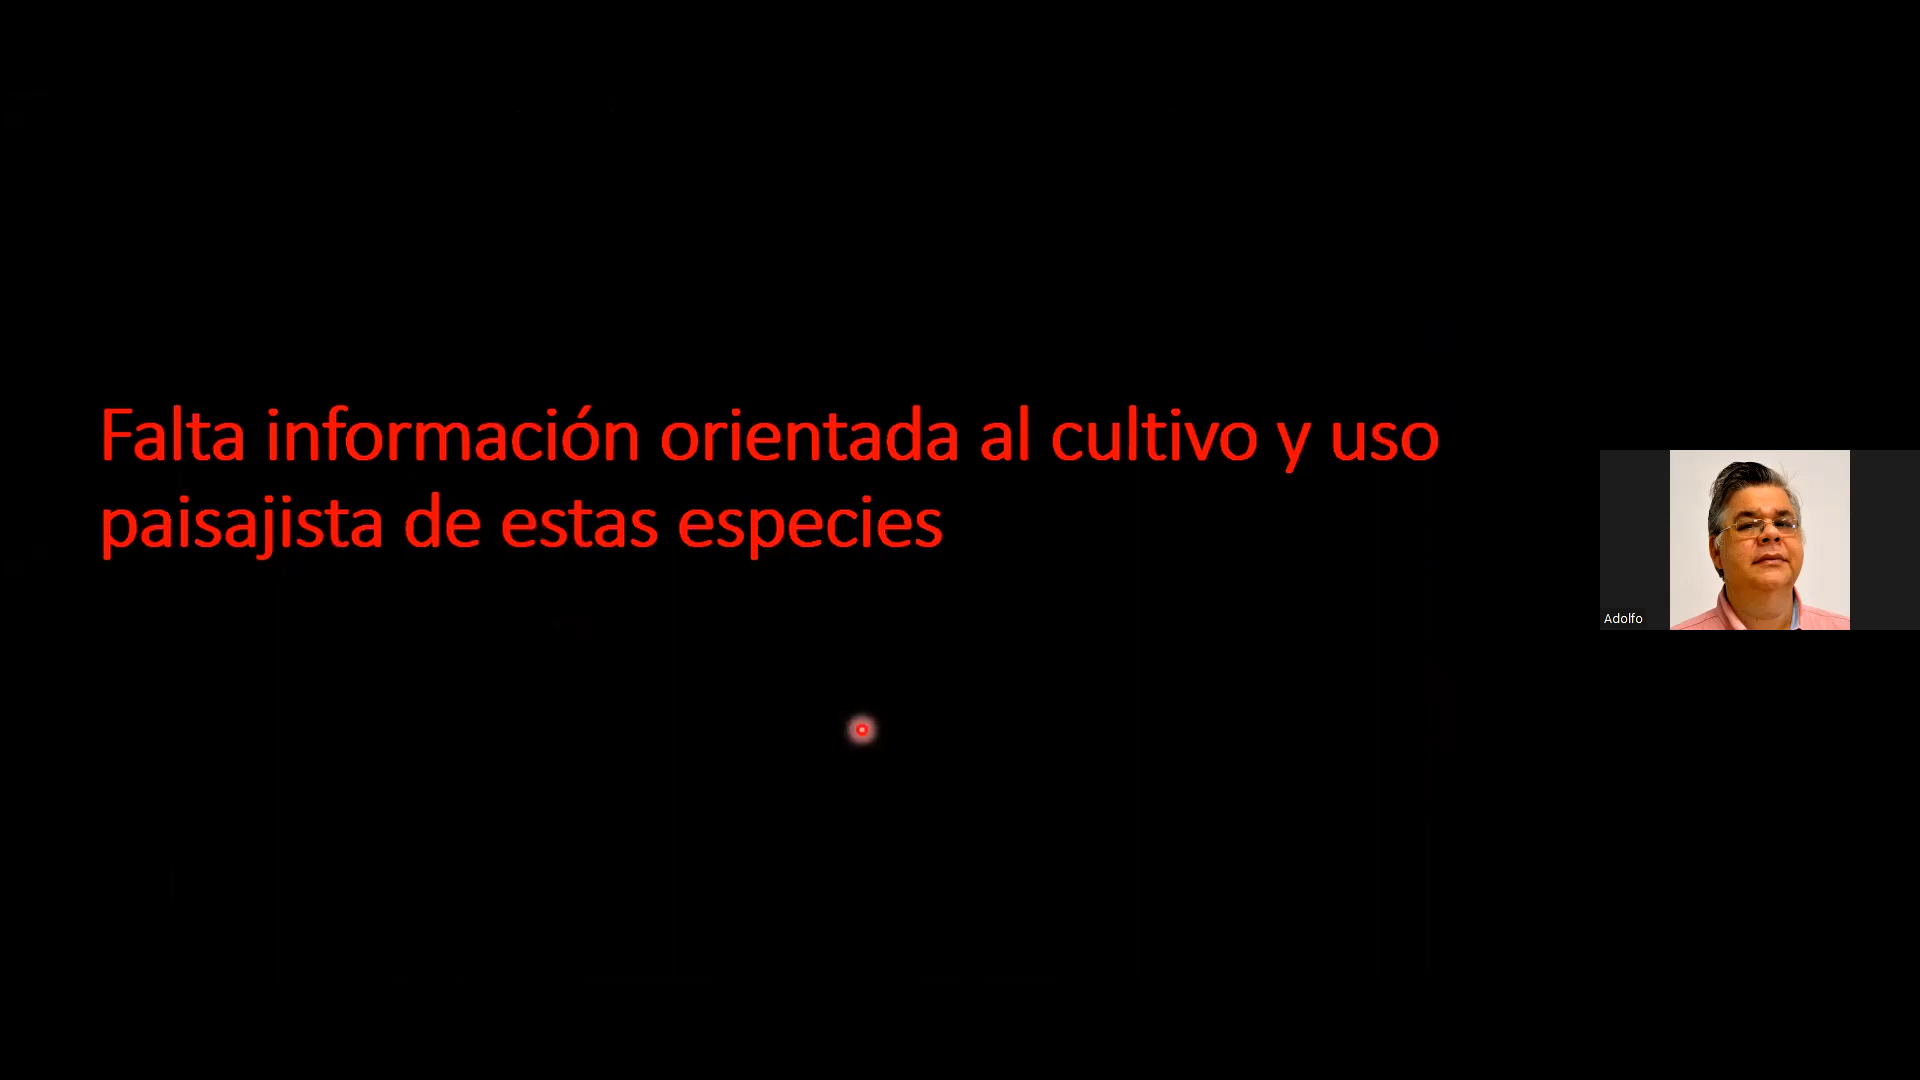 Falta información orientada al cultivo y uso
paisajista de estas especies
Adolfo